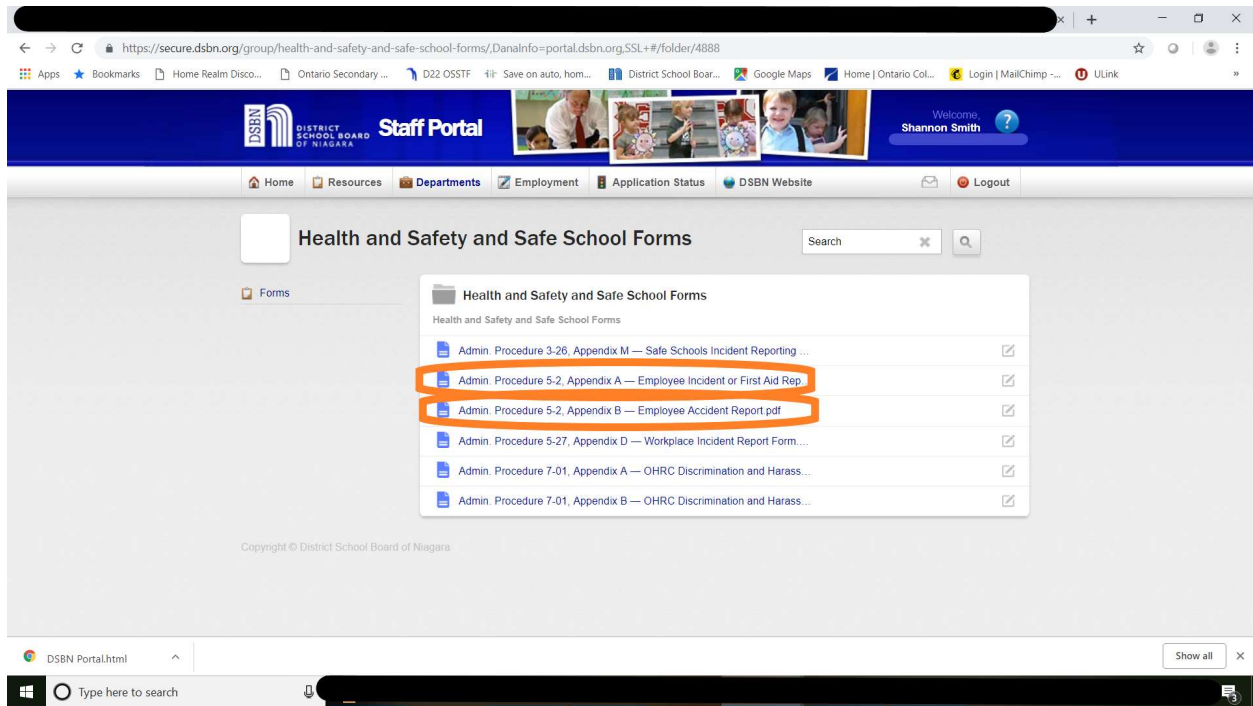 https://secure.dsbn.org/group/health-and-safety-and-safe-school-forms/,DanaInfo=portal.dsbn.org,SSL+#/folder/4888
Apps Bookmarks Home Realm Disco... Ontario Secondary ... D22 OSSTF Save on auto, hom... District School Boar... Google Maps Home | Ontario Col... Login | MailChimp -... ULink »
DSBN DISTRICT SCHOOL BOARD OF NIAGARA Staff Portal
Welcome,
Shannon Smith ?
Home Resources Departments Employment Application Status DSBN Website Logout
Health and Safety and Safe School Forms
Search
Forms
Health and Safety and Safe School Forms
Health and Safety and Safe School Forms
Admin. Procedure 3-26, Appendix M — Safe Schools Incident Reporting ...
Admin. Procedure 5-2, Appendix A — Employee Incident or First Aid Rep...
Admin. Procedure 5-2, Appendix B — Employee Accident Report.pdf
Admin. Procedure 5-27, Appendix D — Workplace Incident Report Form....
Admin. Procedure 7-01, Appendix A — OHRC Discrimination and Harass...
Admin. Procedure 7-01, Appendix B — OHRC Discrimination and Harass...
Copyright © District School Board of Niagara
DSBN Portal.html
Show all
Type here to search
3